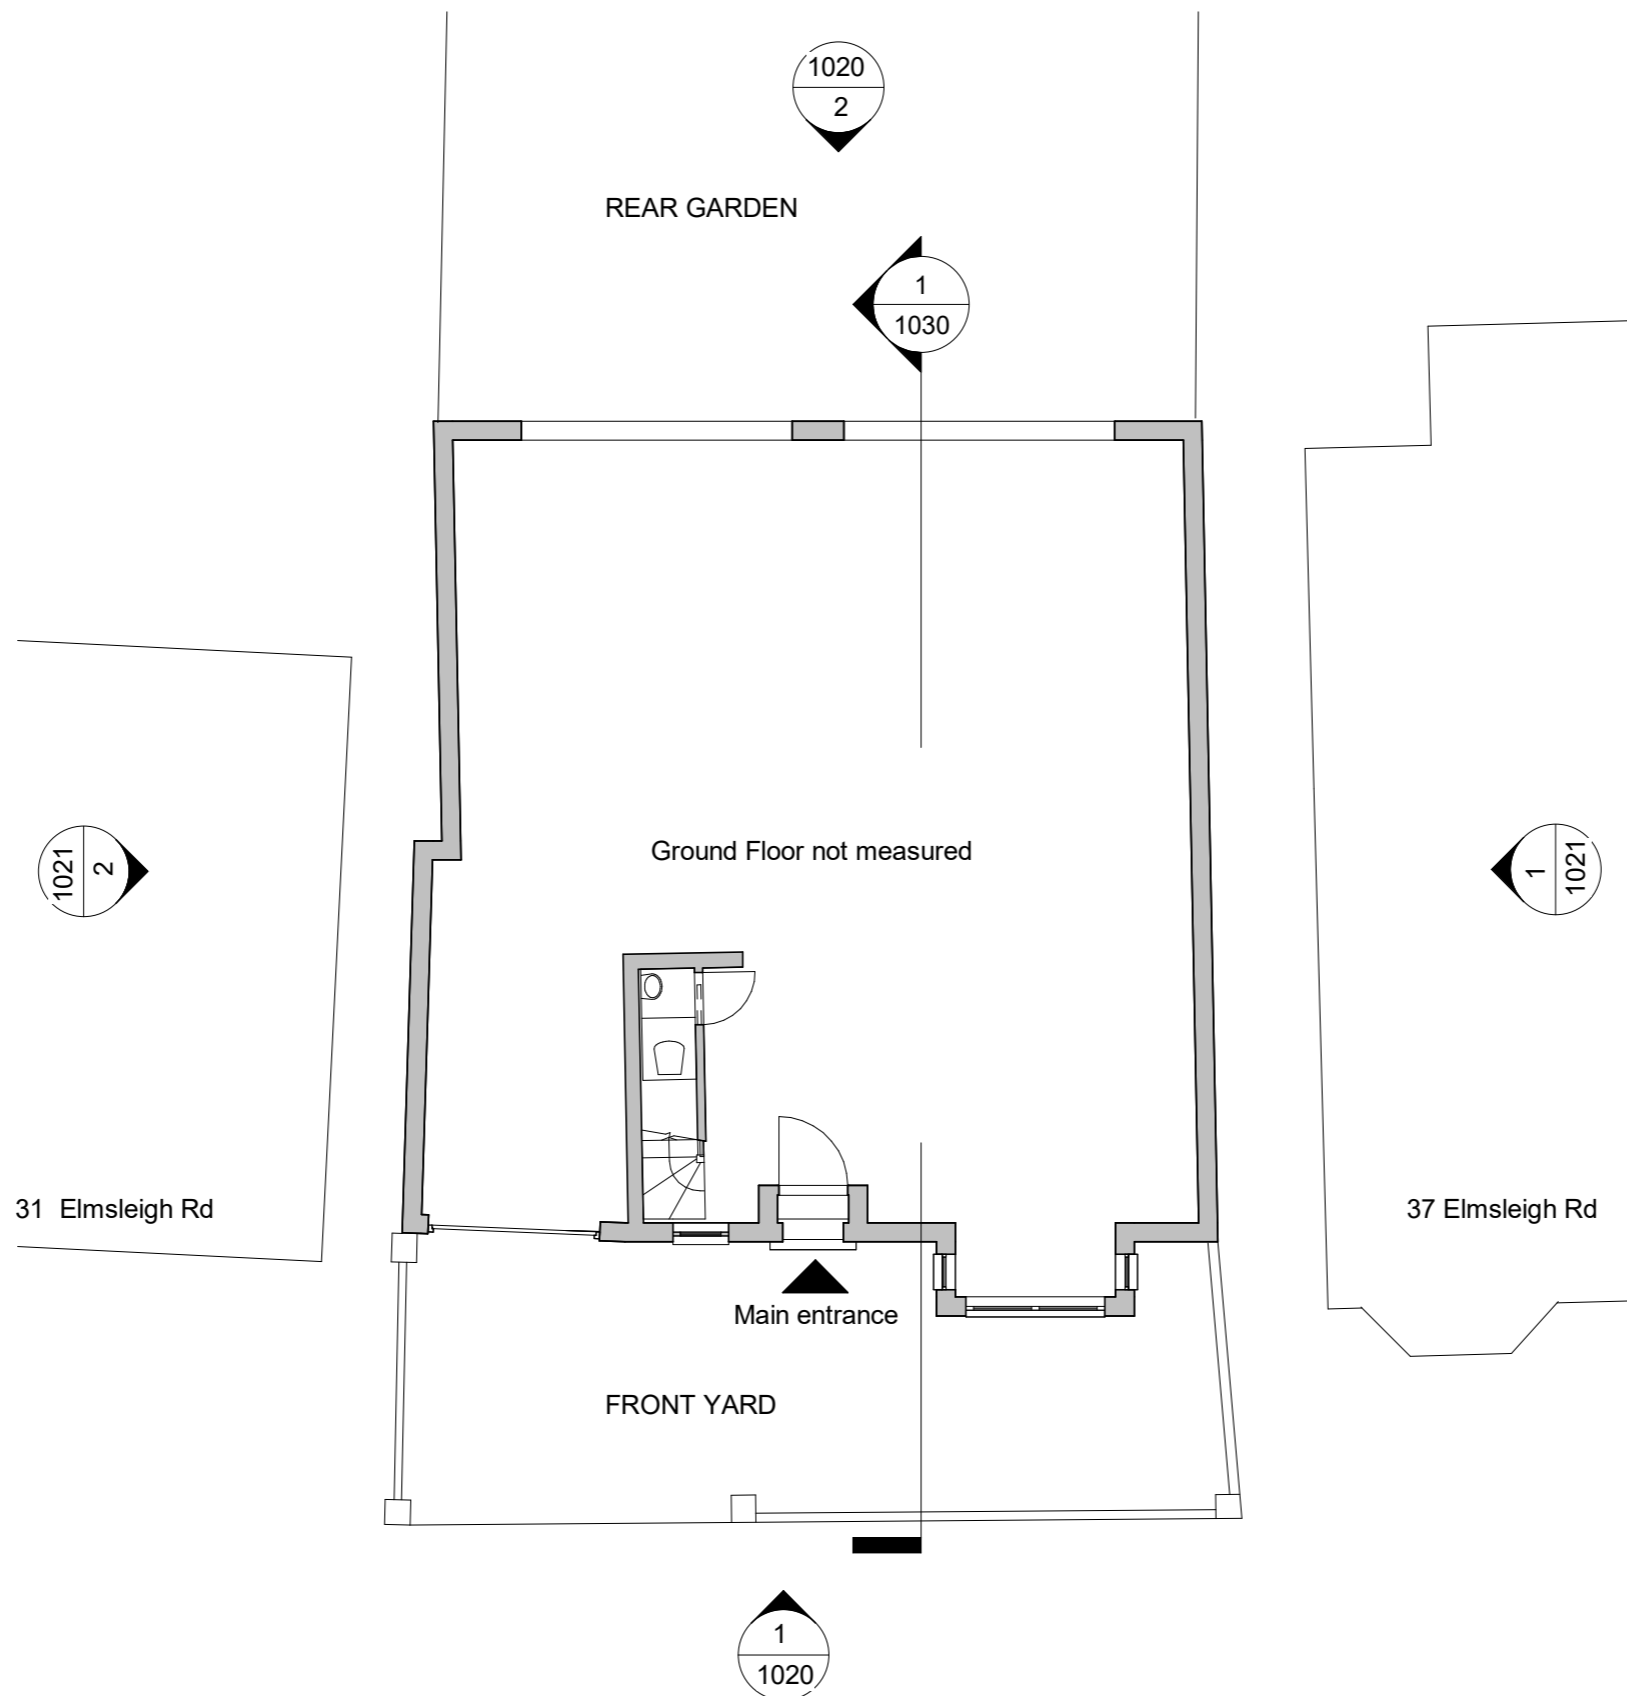 1020
2
REAR GARDEN
1
1030
Ground Floor not measured
1021
2
1
1021
31 Elmsleigh Rd
37 Elmsleigh Rd
Main entrance
FRONT YARD
1
1020